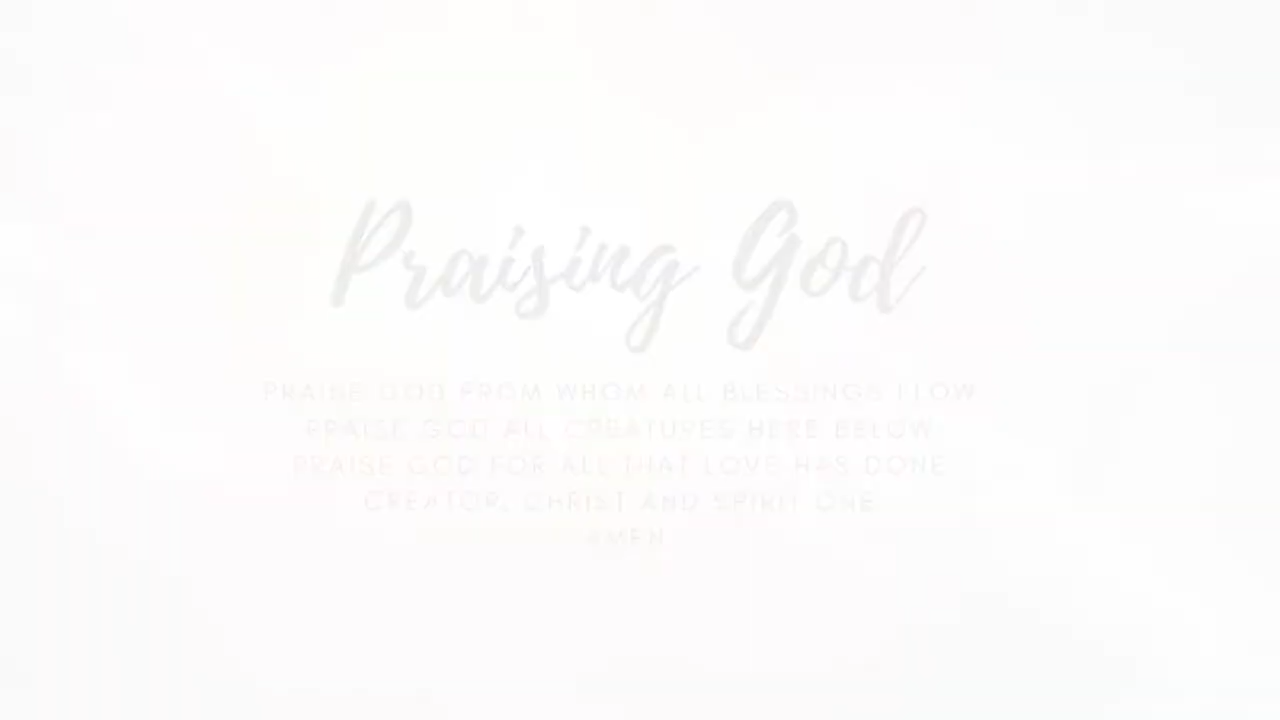 Praising God
PRAISE GOD FROM WHOM ALL BLESSINGS FLOW
PRAISE GOD ALL CREATURES HERE BELOW
PRAISE GOD FOR ALL THAT LOVE HAS DONE
CREATOR, CHRIST AND SPIRIT ONE
AMEN